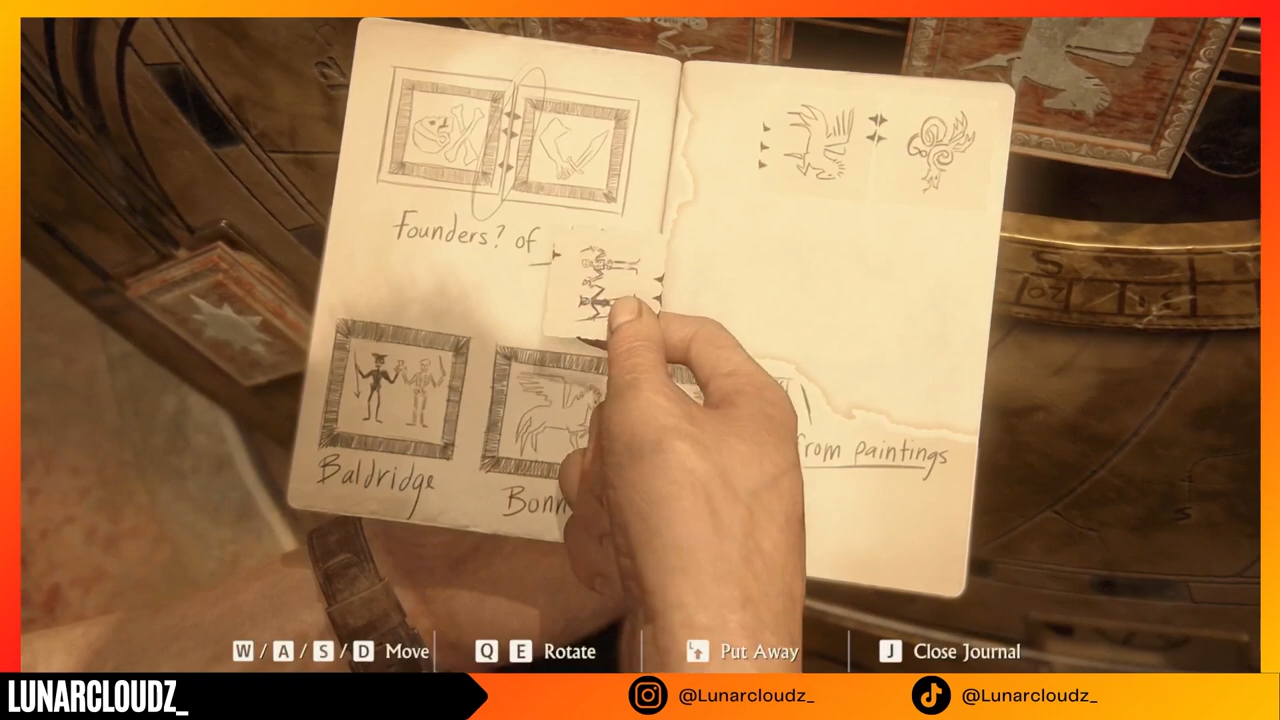 Founders? of
Baldridge
Bonn
from paintings
W / A / S / D Move
Q E Rotate
Put Away
J Close Journal
LUNARCLOUDZ_
@Lunarcloudz_
@Lunarcloudz_